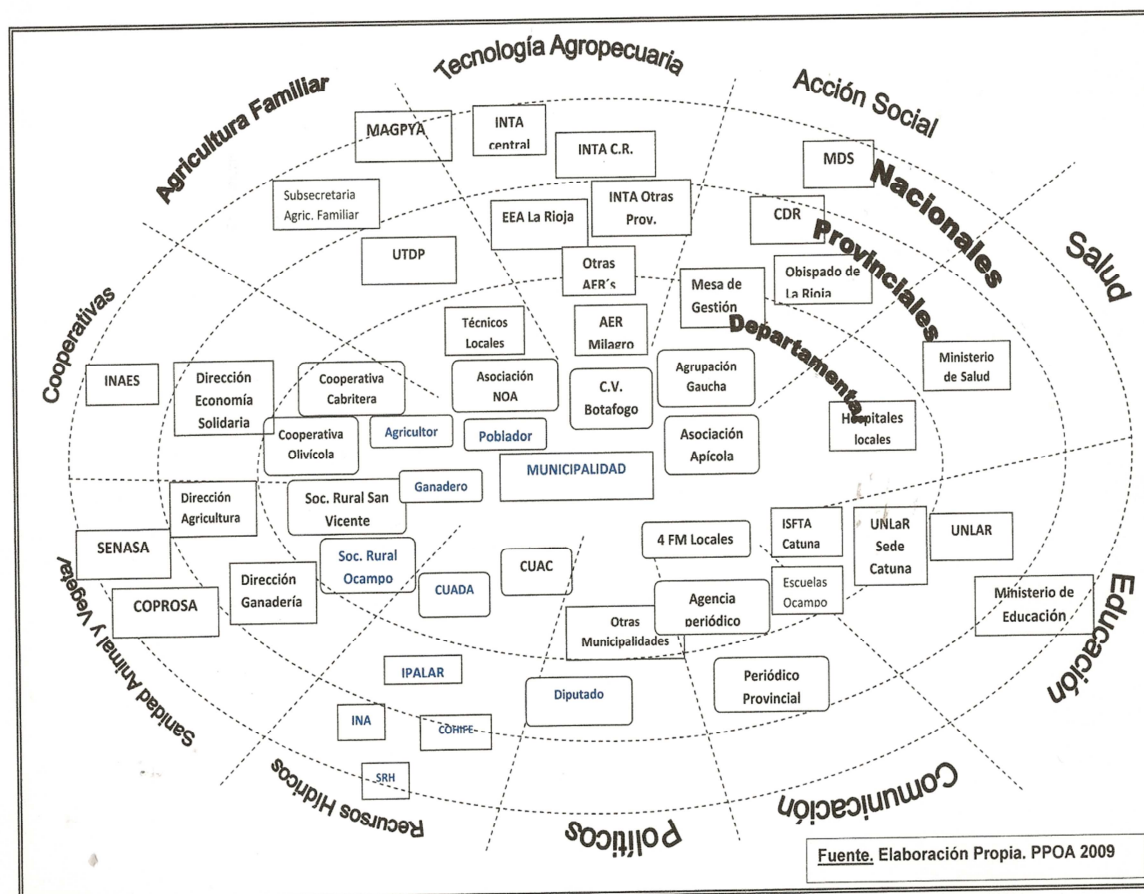 Tecnología Agropecuaria
Agricultura Familiar
Acción Social
MAGPYA
INTA
central
INTA C.R.
MDS
Nacionales
Subsecretaria
Agric. Familiar
EEA La Rioja
INTA Otras
Prov.
CDR
Provinciales
Salud
UTDP
Otras
AER´s
Mesa de
Gestión
Obispado de
La Rioja
Cooperativas
Técnicos
Locales
AER
Milagro
Departamenta
Ministerio
de Salud
INAES
Dirección
Economía
Solidaria
Cooperativa
Cabritera
Asociación
NOA
C.V.
Botafogo
Agrupación
Gaucha
Hospitales
locales
Cooperativa
Olivícola
Agricultor
Poblador
Asociación
Apícola
MUNICIPALIDAD
Ganadero
Dirección
Agricultura
Soc. Rural San
Vicente
SENASA
4 FM Locales
ISFTA
Catuna
UNLaR
Sede
Catuna
UNLAR
Soc. Rural
Ocampo
CUAC
COPROSA
Dirección
Ganadería
CUADA
Agencia
periódico
Escuelas
Ocampo
Ministerio de
Educación
Otras
Municipalidades
Educación
Sanidad Animal y Vegetal
IPALAR
Diputado
Periódico
Provincial
INA
COHIFE
SRH
Recursos Hídricos
Políticos
Comunicación
Fuente. Elaboración Propia. PPOA 2009